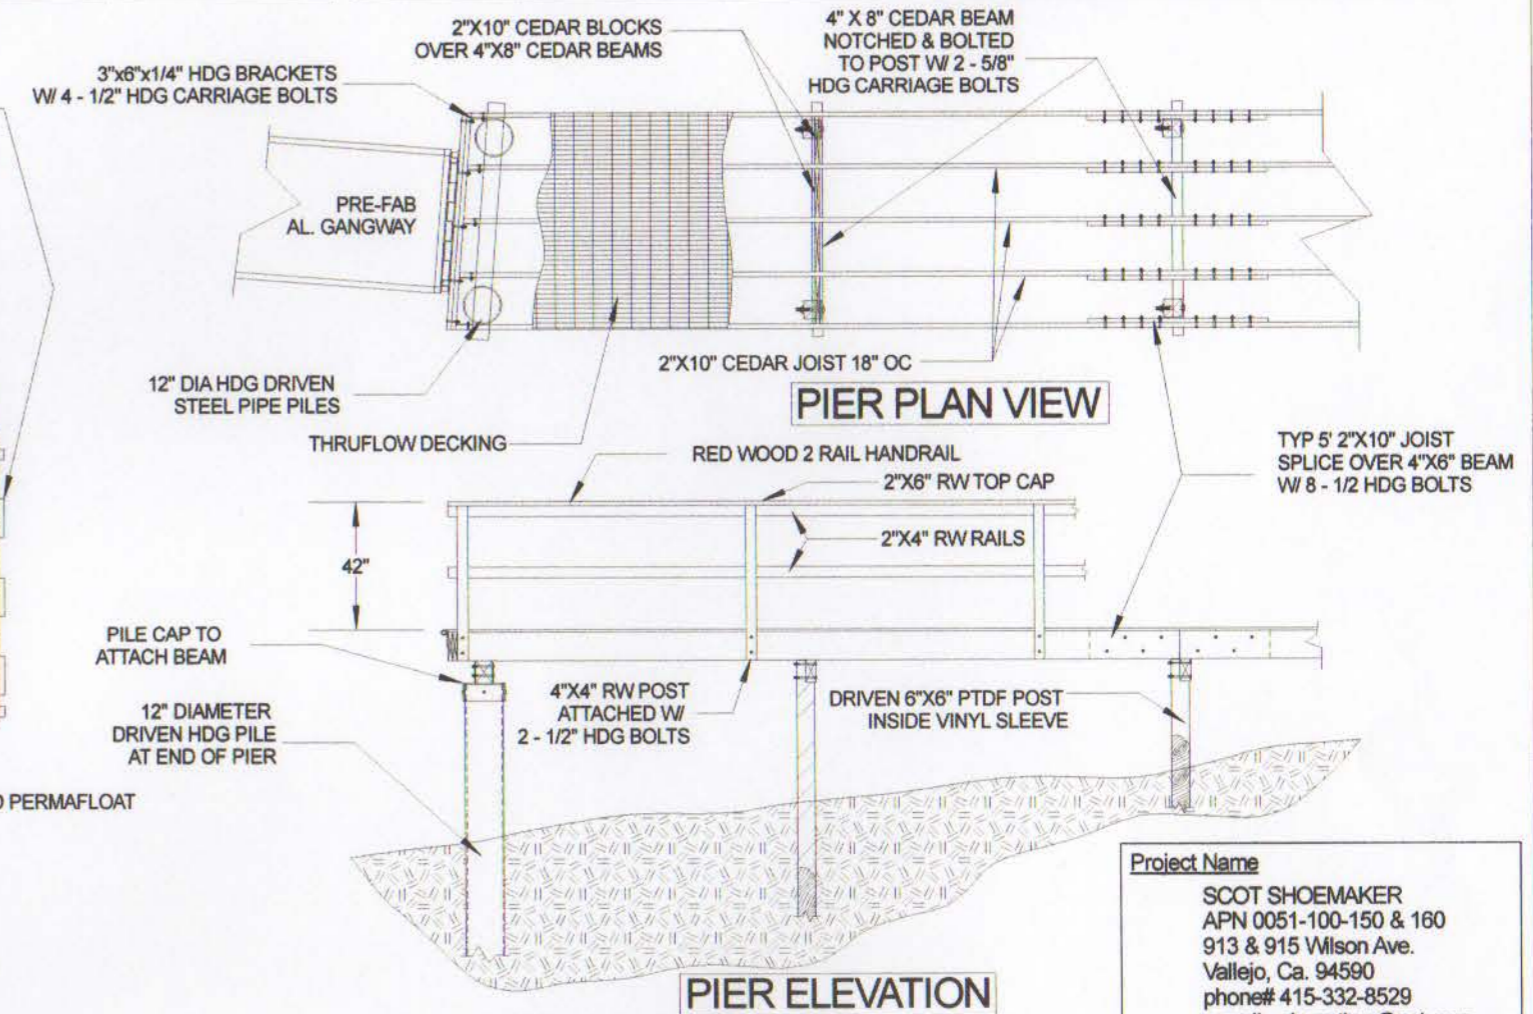 2"X10" CEDAR BLOCKS
OVER 4"X8" CEDAR BEAMS
4" X 8" CEDAR BEAM
NOTCHED & BOLTED
TO POST W/ 2 - 5/8"
HDG CARRIAGE BOLTS
3"x6"x1/4" HDG BRACKETS
W/ 4 - 1/2" HDG CARRIAGE BOLTS
PRE-FAB
AL. GANGWAY
12" DIA HDG DRIVEN
STEEL PIPE PILES
2"X10" CEDAR JOIST 18" OC
PIER PLAN VIEW
THRUFLOW DECKING
RED WOOD 2 RAIL HANDRAIL
2"X6" RW TOP CAP
2"X4" RW RAILS
TYP 5' 2"X10" JOIST
SPLICE OVER 4"X6" BEAM
W/ 8 - 1/2 HDG BOLTS
42"
PILE CAP TO
ATTACH BEAM
12" DIAMETER
DRIVEN HDG PILE
AT END OF PIER
4"X4" RW POST
ATTACHED W/
2 - 1/2" HDG BOLTS
DRIVEN 6"X6" PTDF POST
INSIDE VINYL SLEEVE
PERMAFLOAT
PIER ELEVATION
Project Name
SCOT SHOEMAKER
APN 0051-100-150 & 160
913 & 915 Wilson Ave.
Vallejo, Ca. 94590
phone# 415-332-8529